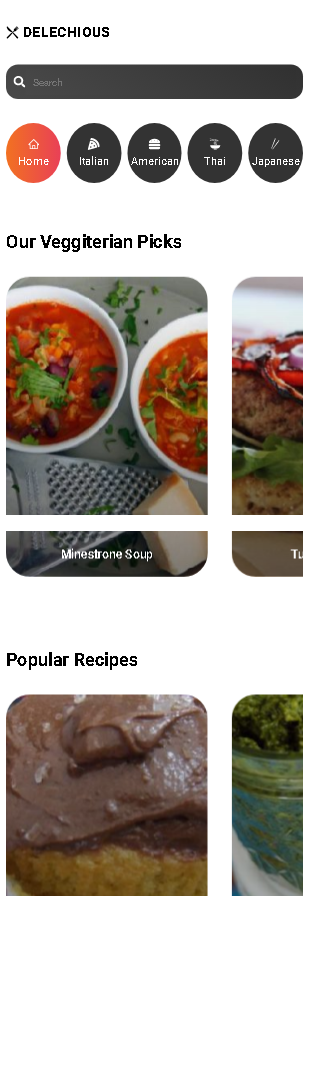 DELECHIOUS
Search
Home
Italian
American
Thai
Japanese
Our Veggiterian Picks
Minestrone Soup
Tu
Popular Recipes